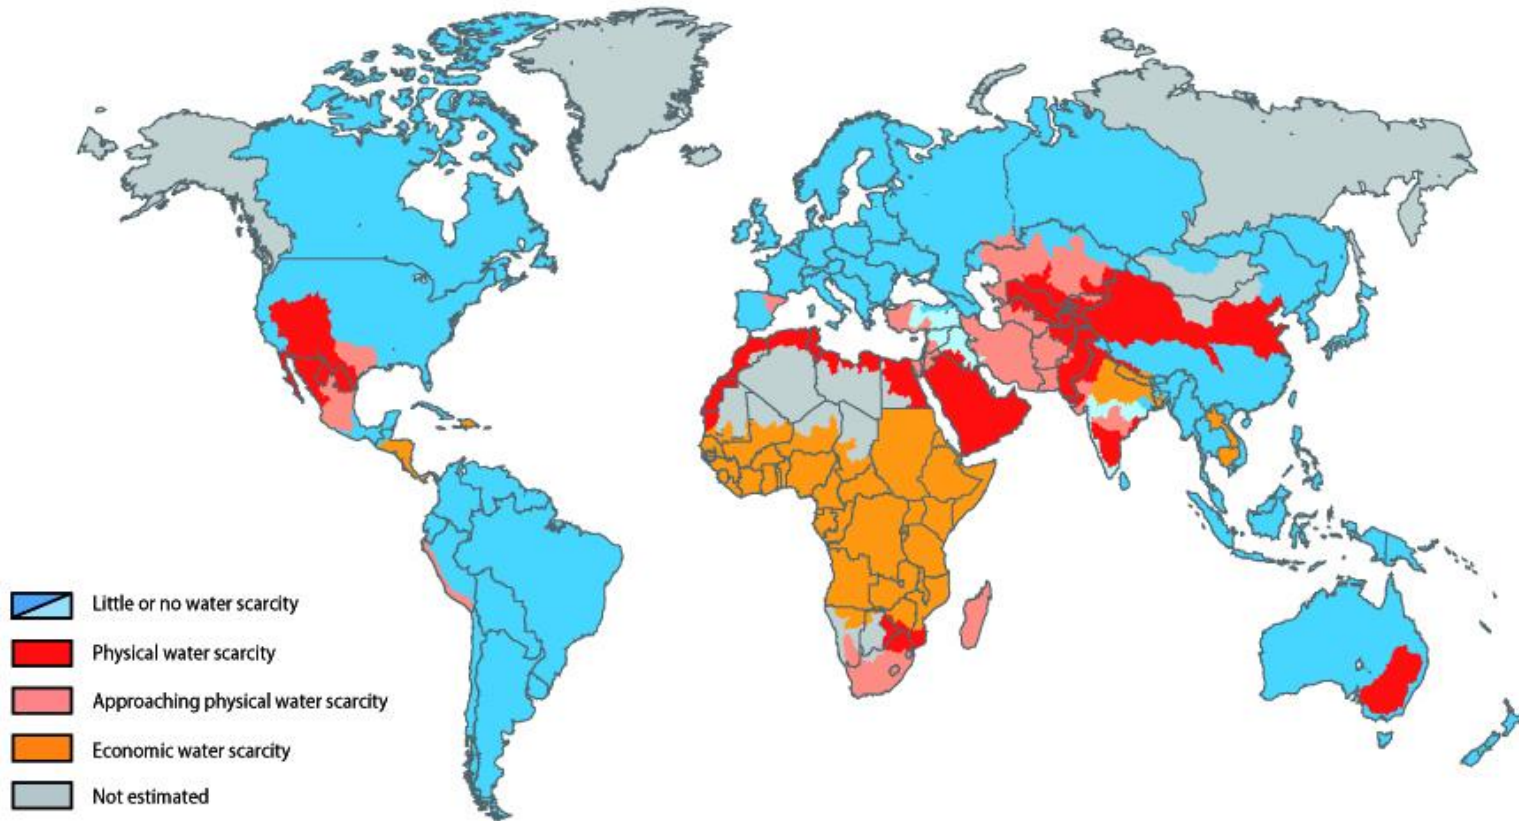 Little or no water scarcity
Physical water scarcity
Approaching physical water scarcity
Economic water scarcity
Not estimated